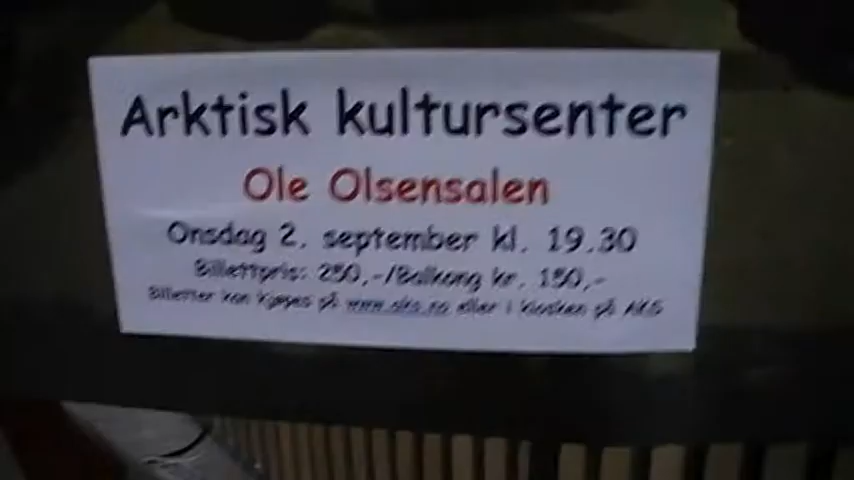 Arktisk kultursenter
Ole Olsensalen
Onsdag 2. september kl. 19.30
Billettpris: 250,-/Balkong kr. 150,-
Billetter kan kjøpes på www.aks.no eller i kiosken på AKS